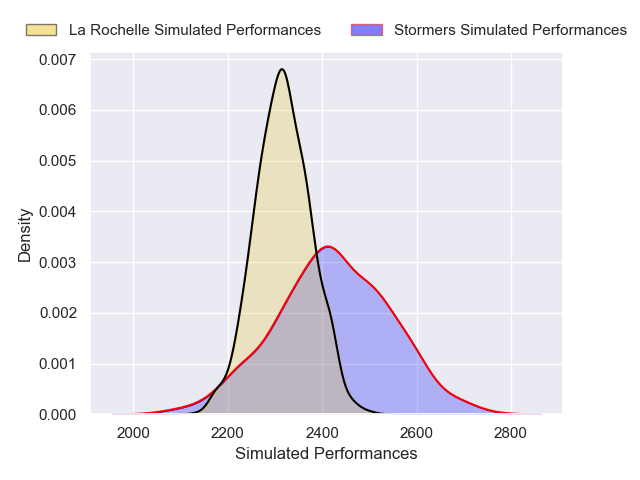 La Rochelle Simulated Performances
Stormers Simulated Performances
0.007
0.006
0.005
0.004
0.003
0.002
0.001
0.000
Density
2000 2200 2400 2600 2800
Simulated Performances